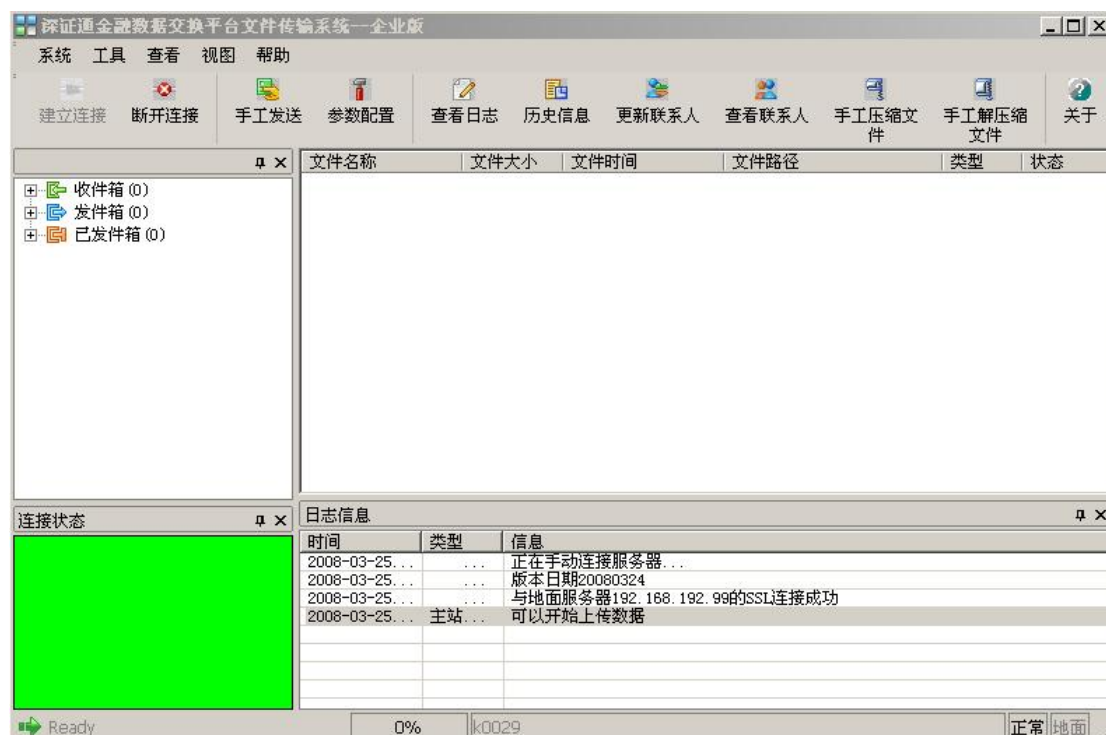 深证通金融数据交换平台文件传输系统--企业版
系统 工具 查看 视图 帮助
建立连接 断开连接 手工发送 参数配置 查看日志 历史信息 更新联系人 查看联系人 手工压缩文件 手工解压缩文件 关于
文件名称 文件大小 文件时间 文件路径 类型 状态
收件箱(0)
发件箱(0)
已发件箱(0)
连接状态
日志信息
时间 类型 信息
2008-03-25... ... 正在手动连接服务器...
2008-03-25... ... 版本日期20080324
2008-03-25... ... 与地面服务器192.168.192.99的SSL连接成功
2008-03-25... 主站... 可以开始上传数据
Ready 0% k0029 正常 地面